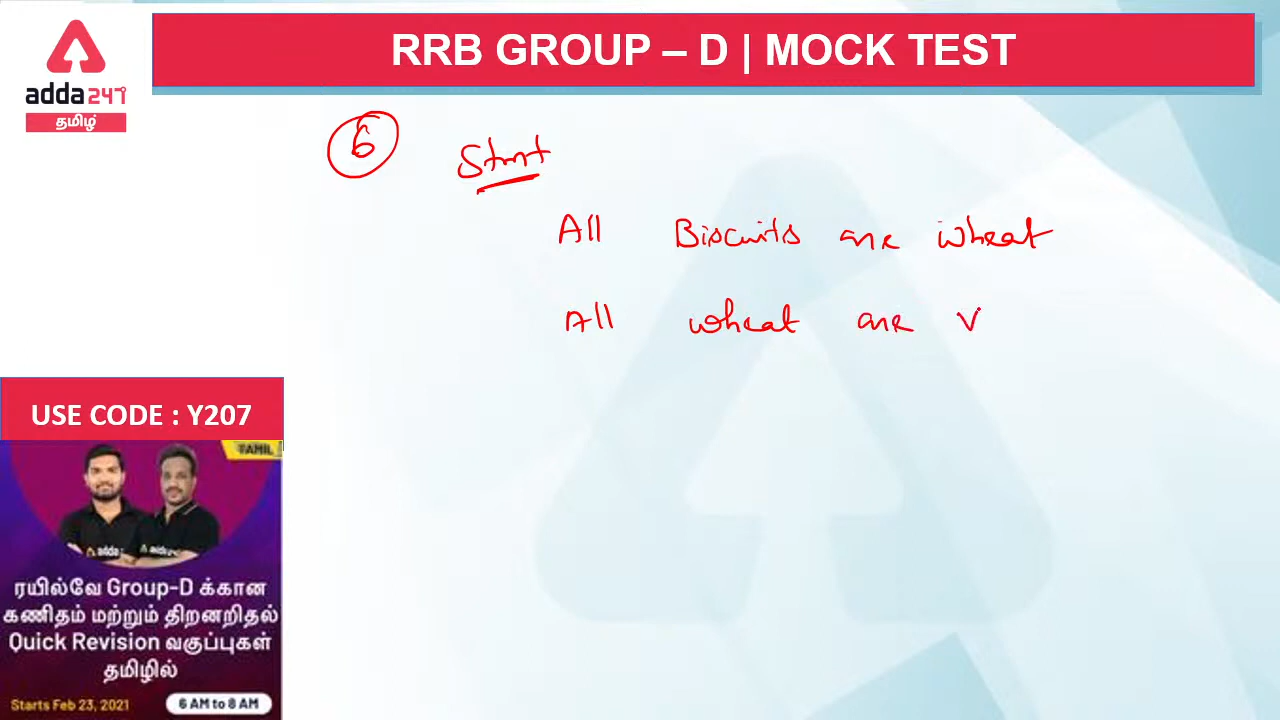 RRB GROUP – D | MOCK TEST
adda247
தமிழ்
6
Stmt
All Biscuits are wheat
All wheat are V
USE CODE : Y207
TAMIL
adda
adda
ரயில்வே Group-D க்கான
கணிதம் மற்றும் திறனறிதல்
Quick Revision வகுப்புகள்
தமிழில்
Starts Feb 23, 2021
6 AM to 8 AM